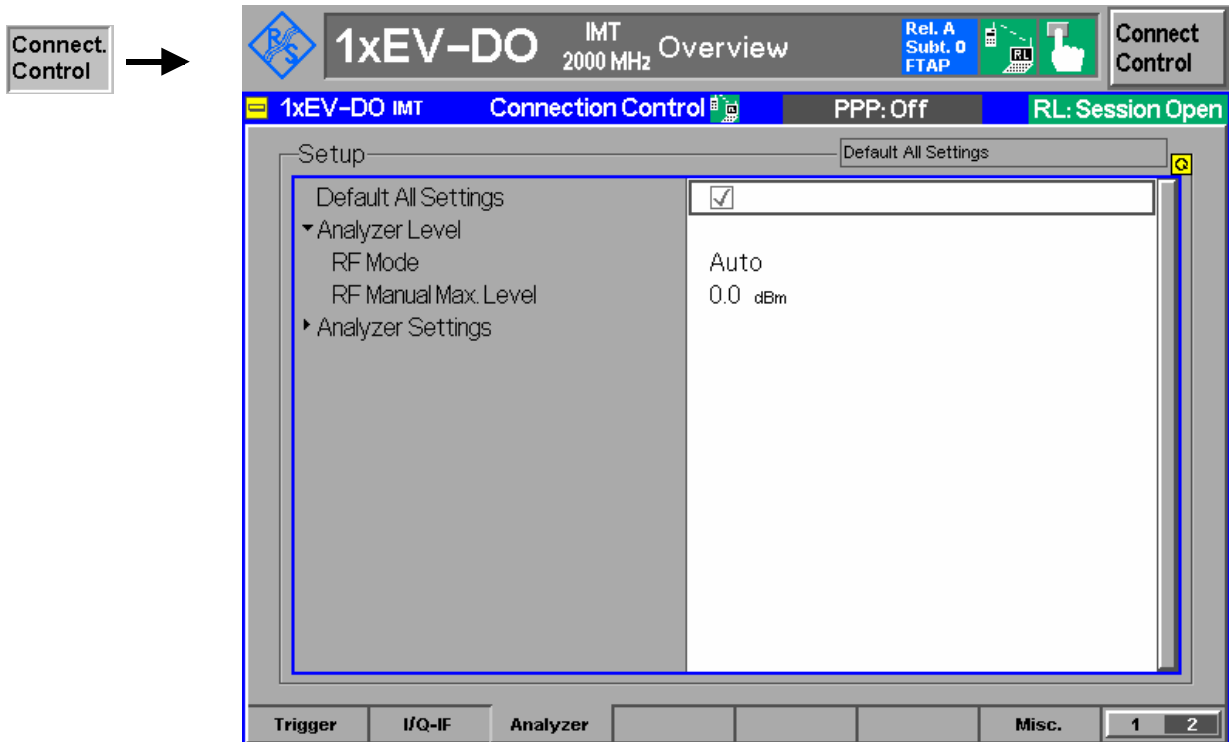 Connect.
Control
R S
1xEV-DO IMT 2000 MHz Overview
Rel. A
Subt. 0
FTAP
RL
Connect
Control
1xEV-DO IMT Connection Control PPP: Off RL: Session Open
Setup Default All Settings
Default All Settings
Analyzer Level
RF Mode Auto
RF Manual Max. Level 0.0 dBm
Analyzer Settings
Trigger I/Q-IF Analyzer Misc. 1 2